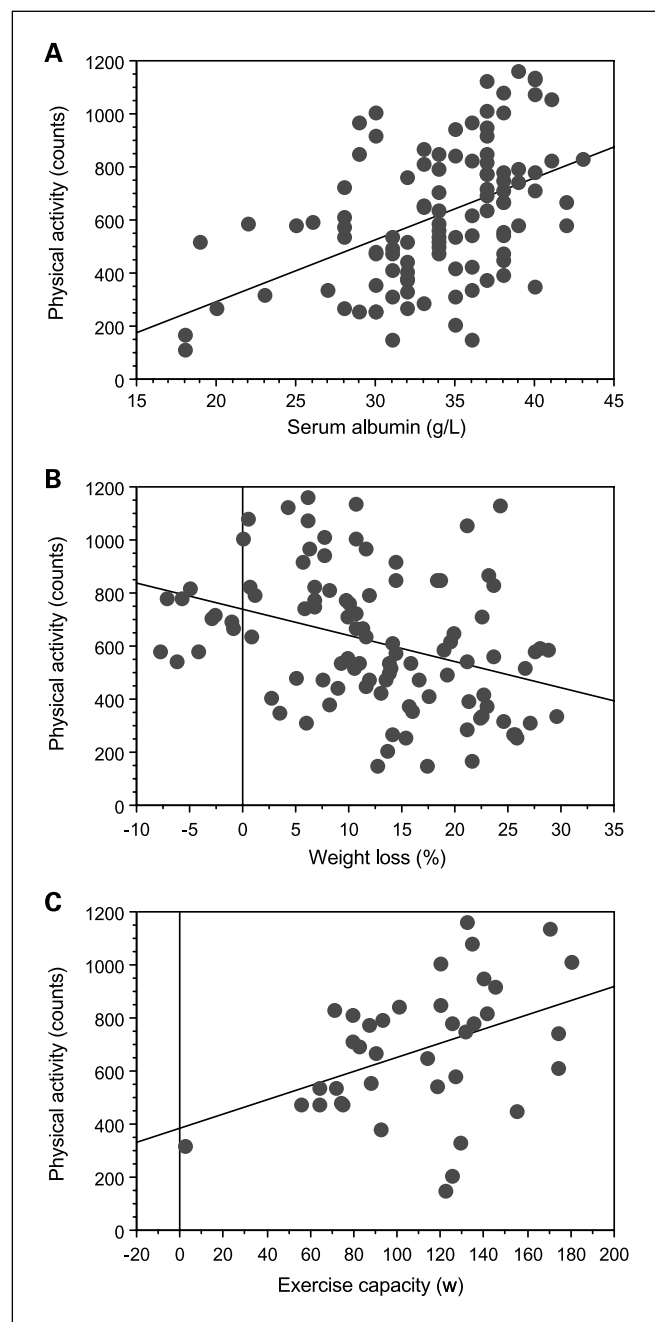 A
1200
1000
800
600
400
200
0
Physical activity (counts)
15 20 25 30 35 40 45
Serum albumin (g/L)
B
1200
1000
800
600
400
200
0
Physical activity (counts)
-10 -5 0 5 10 15 20 25 30 35
Weight loss (%)
C
1200
1000
800
600
400
200
0
Physical activity (counts)
-20 0 20 40 60 80 100 120 140 160 180 200
Exercise capacity (w)